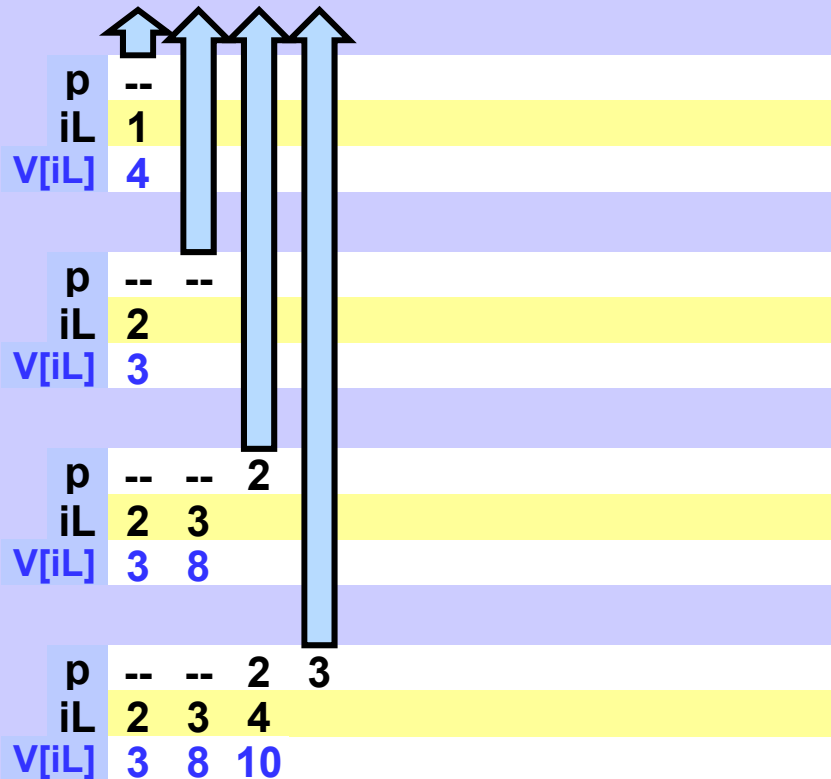 p --
iL 1
V[iL] 4
p -- --
iL 2
V[iL] 3
p -- -- 2
iL 2 3
V[iL] 3 8
p -- -- 2 3
iL 2 3 4
V[iL] 3 8 10